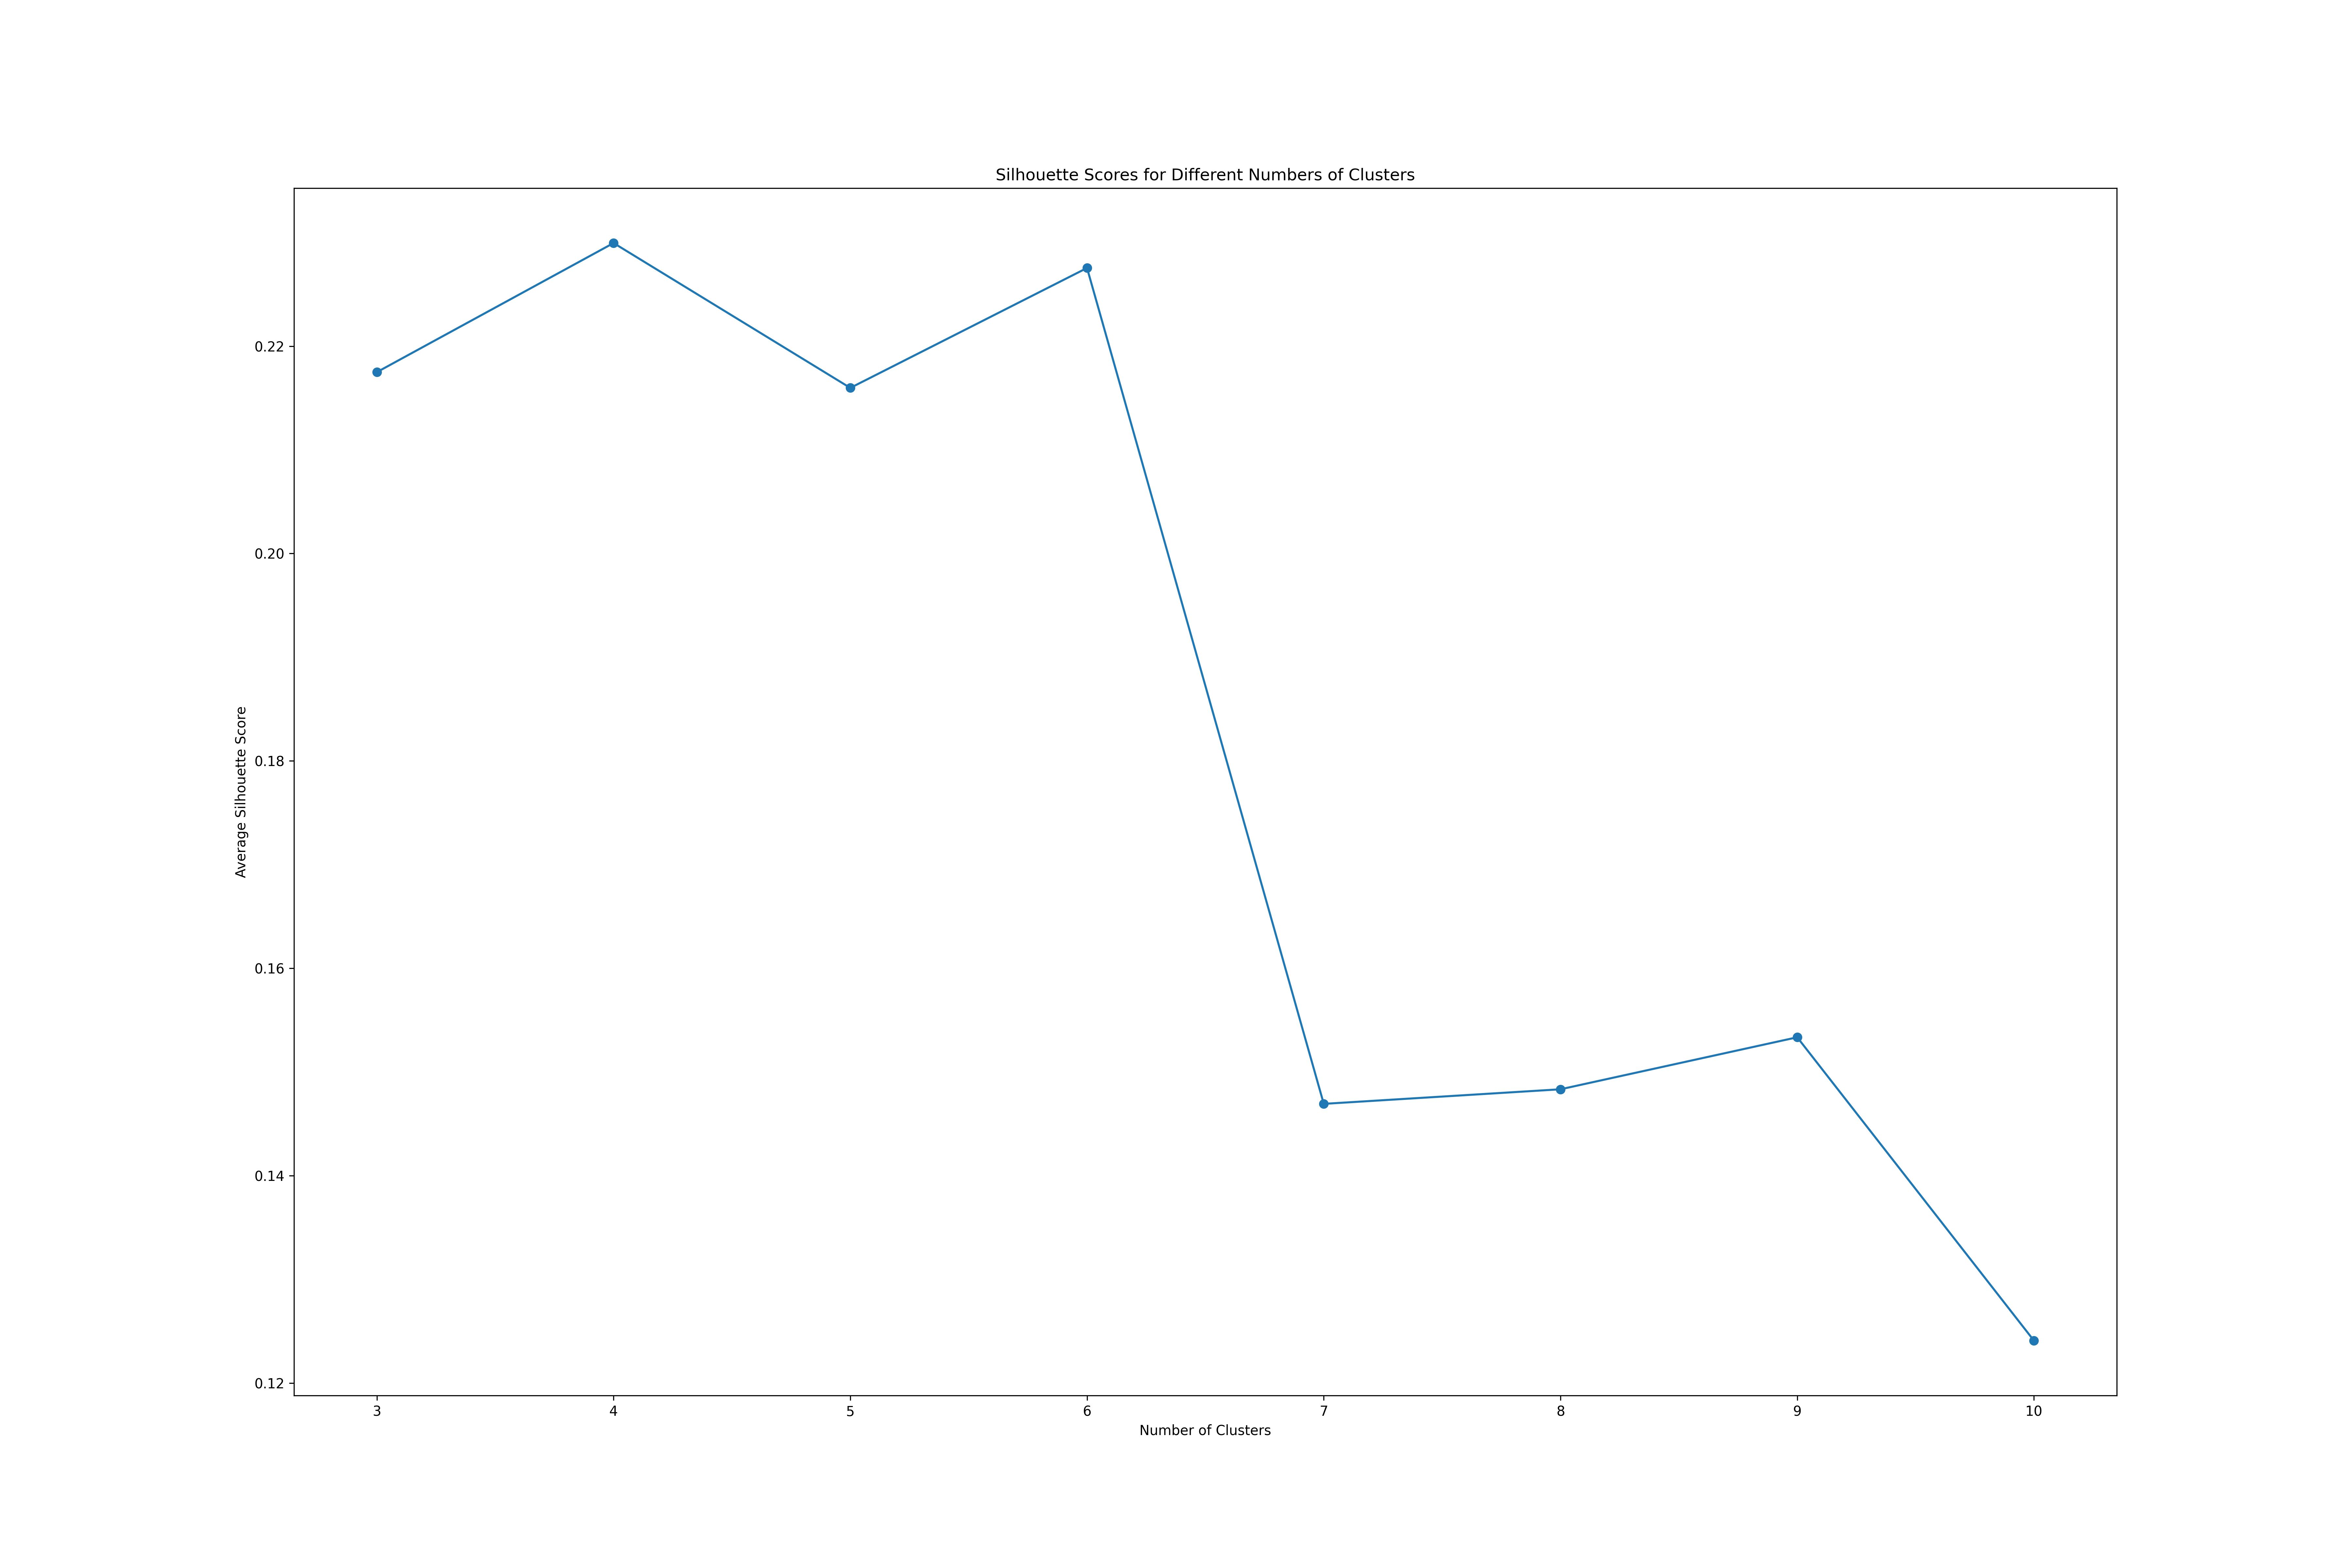 Silhouette Scores for Different Numbers of Clusters
0.22
0.20
0.18
0.16
0.14
0.12
Average Silhouette Score
3 4 5 6 7 8 9 10
Number of Clusters